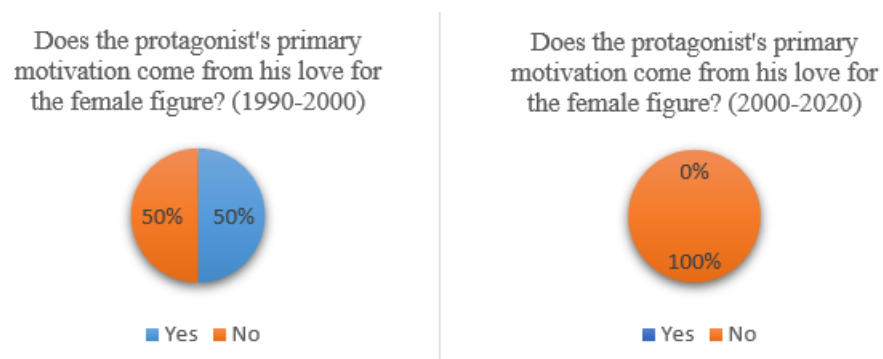 Does the protagonist's primary
motivation come from his love for
the female figure? (1990-2000)
50%
50%
Yes No
Does the protagonist's primary
motivation come from his love for
the female figure? (2000-2020)
0%
100%
Yes No